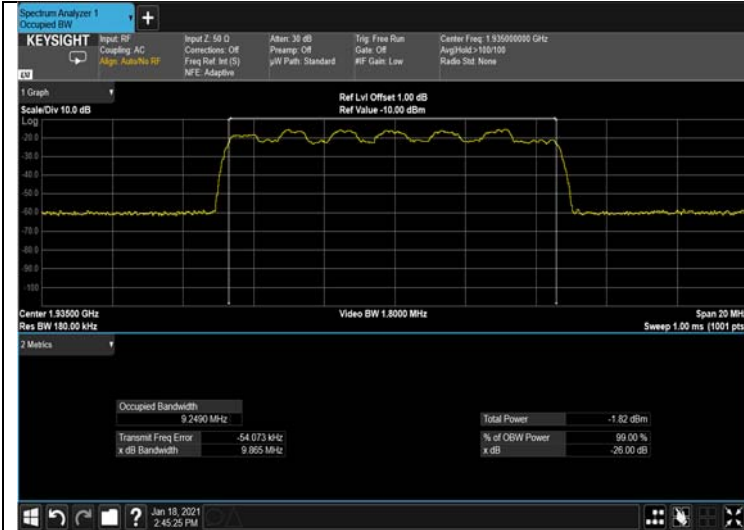 Spectrum Analyzer 1
Occupied BW
+
KEYSIGHT
Input: RF
Coupling: AC
Align: Auto/No RF
Input Z: 50 Ω
Corrections: Off
Freq Ref: Int (S)
NFE: Adaptive
Atten: 30 dB
Preamp: Off
µW Path: Standard
Trig: Free Run
Gate: Off
#IF Gain: Low
Center Freq: 1.935000000 GHz
Avg|Hold:>100/100
Radio Std: None
1 Graph
Scale/Div 10.0 dB
Ref Lvl Offset 1.00 dB
Ref Value -10.00 dBm
Log
-20.0
-30.0
-40.0
-50.0
-60.0
-70.0
-80.0
-90.0
-100
Center 1.93500 GHz
Res BW 180.00 kHz
Video BW 1.8000 MHz
Span 20 MH
Sweep 1.00 ms (1001 pts
2 Metrics
Occupied Bandwidth
9.2490 MHz
Transmit Freq Error -54.073 kHz
x dB Bandwidth 9.865 MHz
Total Power -1.82 dBm
% of OBW Power 99.00 %
x dB -26.00 dB
?
Jan 18, 2021
2:45:25 PM